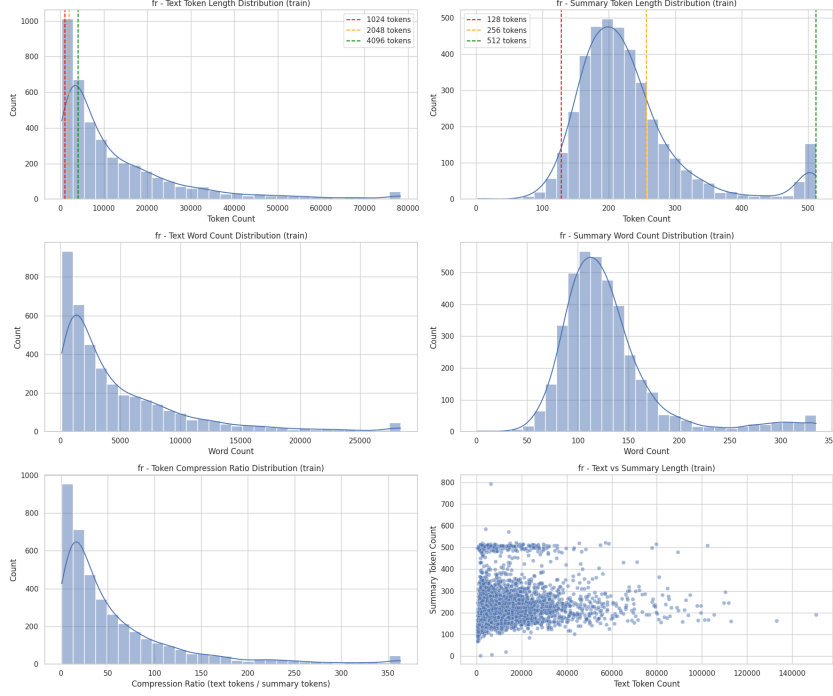 fr - Text Token Length Distribution (train)
1000
800
600
400
200
0
Count
1024 tokens
2048 tokens
4096 tokens
0 10000 20000 30000 40000 50000 60000 70000 80000
Token Count
fr - Summary Token Length Distribution (train)
500
400
300
200
100
0
Count
128 tokens
256 tokens
512 tokens
0 100 200 300 400 500
Token Count
fr - Text Word Count Distribution (train)
800
600
400
200
0
Count
0 5000 10000 15000 20000 25000
Word Count
fr - Summary Word Count Distribution (train)
500
400
300
200
100
0
Count
0 50 100 150 200 250 300 35
Word Count
fr - Token Compression Ratio Distribution (train)
1000
800
600
400
200
0
Count
0 50 100 150 200 250 300 350
Compression Ratio (text tokens / summary tokens)
fr - Text vs Summary Length (train)
800
700
600
500
400
300
200
100
0
Summary Token Count
0 20000 40000 60000 80000 100000 120000 140000
Text Token Count